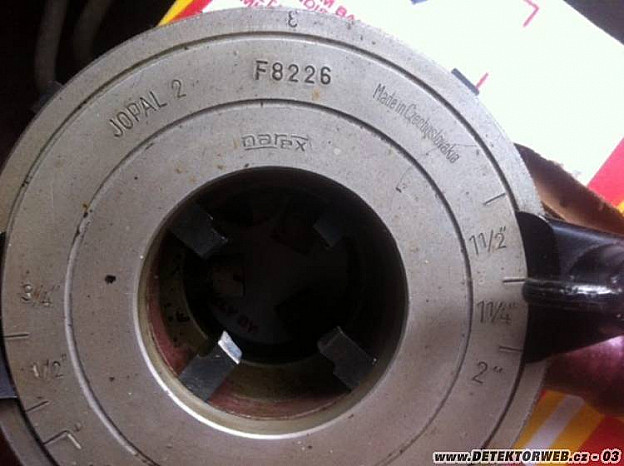 3
JOPAL 2
F8226
Made in Czechoslovakia
narex
1 1/2"
3/4"
1 1/4"
1/2"
2"
www.DETEKTORWEB.cz - 03